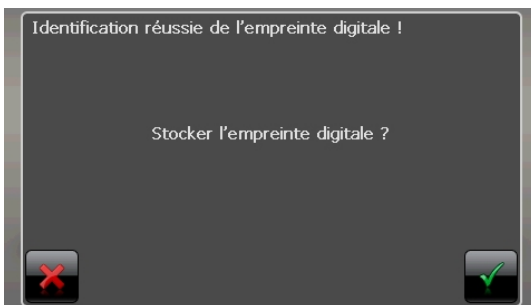 Identification réussie de l'empreinte digitale !
Stocker l'empreinte digitale ?